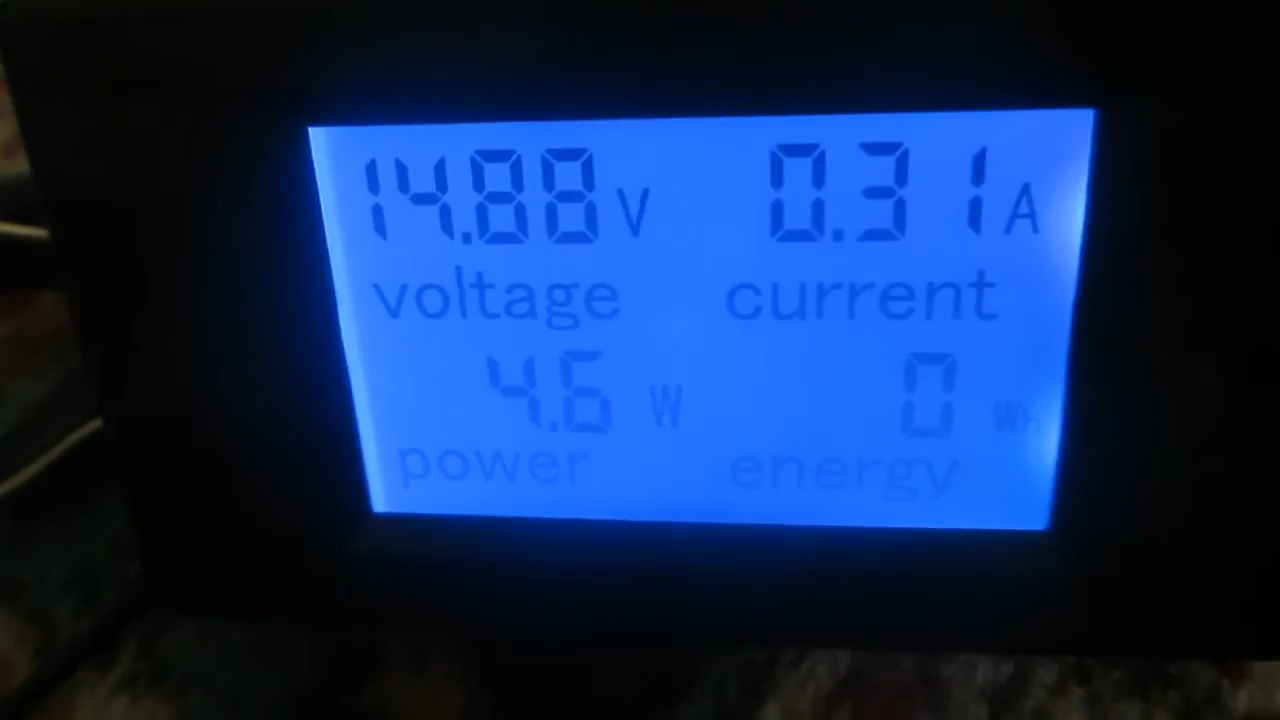 14.88 V 0.31 A
voltage current
4.6 W 0 Wh
power energy